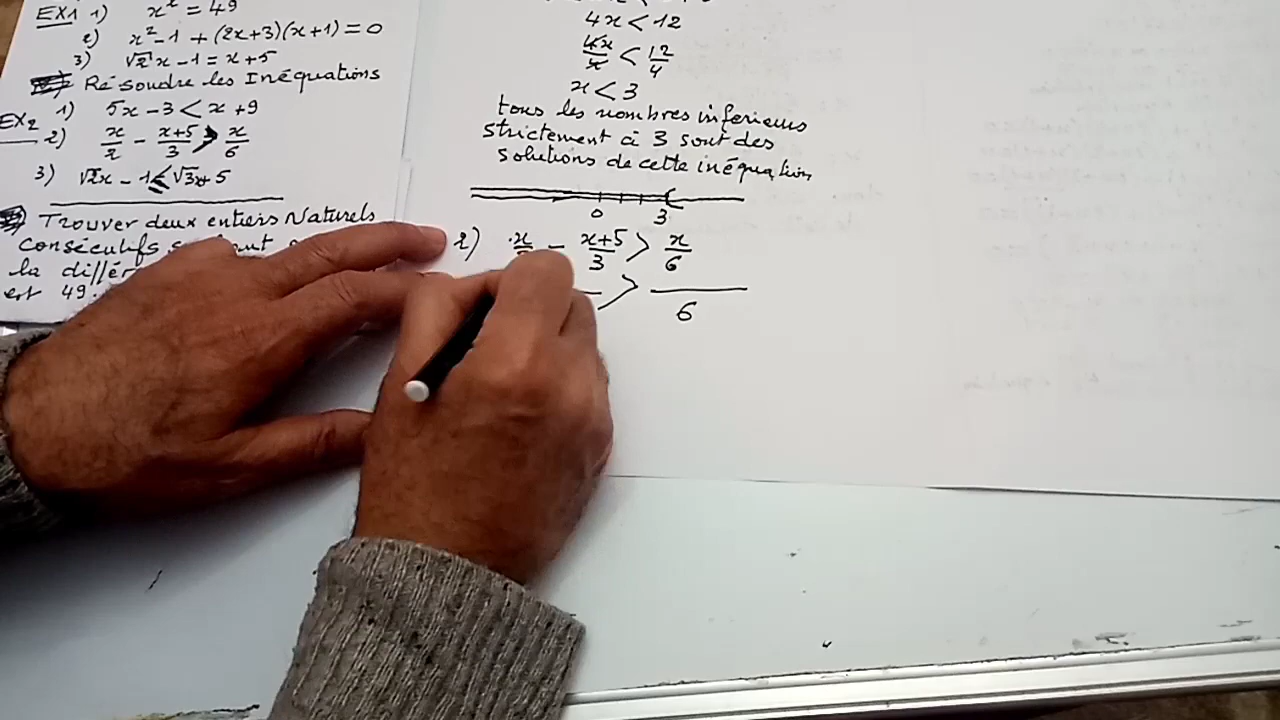 EX1 1) x² = 49
2) x² - 1 + (2x+3)(x+1) = 0
3) √2 x - 1 = x + 5
Résoudre les Inéquations
EX2 1) 5x - 3 < x + 9
2) x/2 - x+5/3 > x/6
3) √2x - 1 < √3x + 5
Trouver deux entiers Naturels
consécutifs
la différ
est 49.
4x < 12
4x/4 < 12/4
x < 3
tous les nombres inferieurs
strictement à 3 sont des
solutions de cette inéquation
0 3
2) x - x+5/3 > x/6
> 6